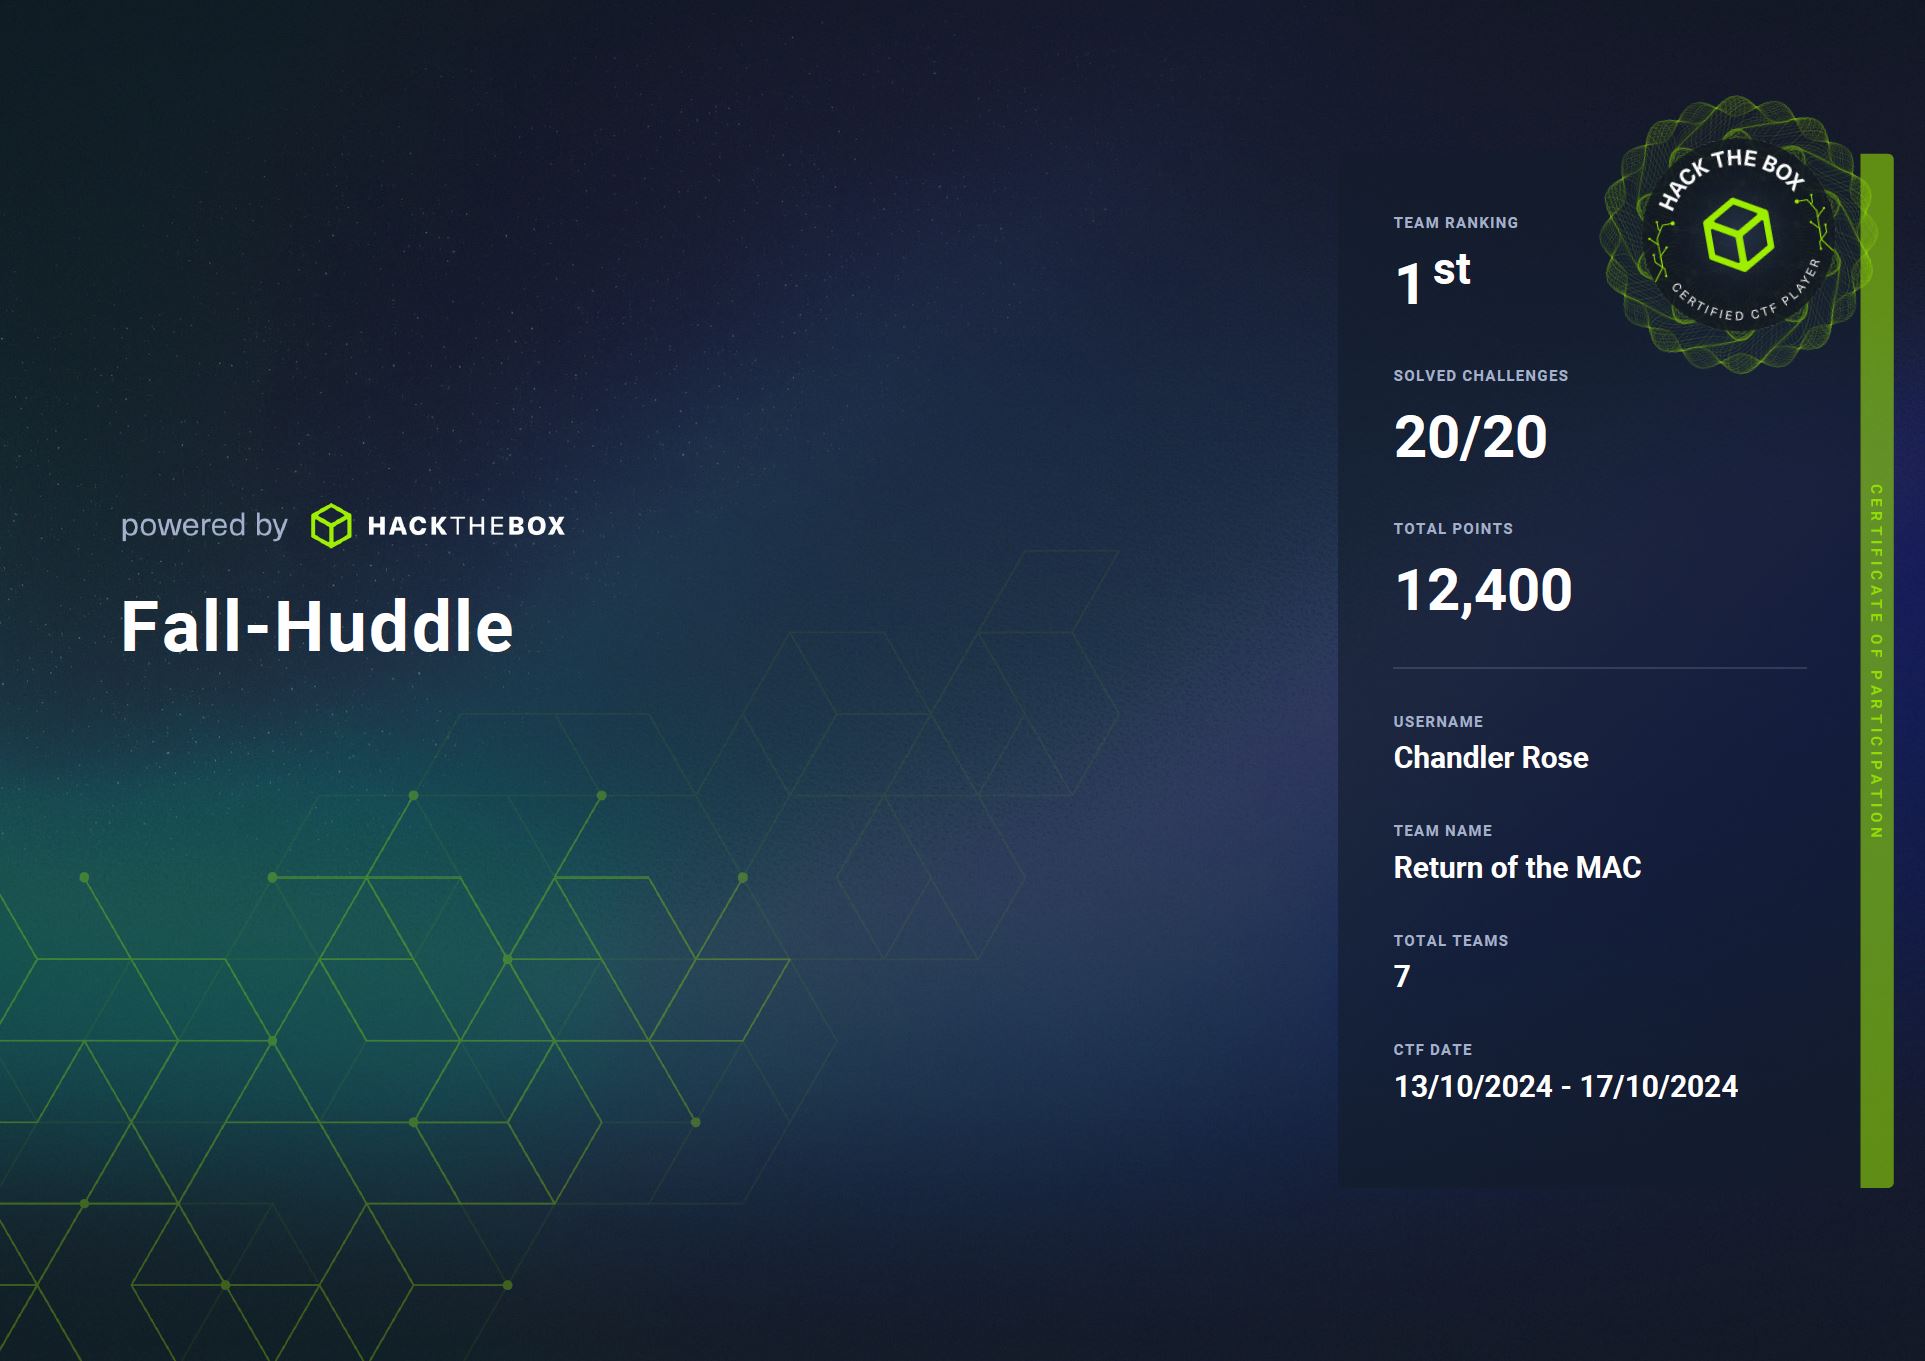 powered by HACKTHEBOX
Fall-Huddle
HACK THE BOX
CERTIFIED CTF PLAYER
TEAM RANKING
1st
SOLVED CHALLENGES
20/20
TOTAL POINTS
12,400
USERNAME
Chandler Rose
TEAM NAME
Return of the MAC
TOTAL TEAMS
7
CTF DATE
13/10/2024 - 17/10/2024
CERTIFICATE OF PARTICIPATION